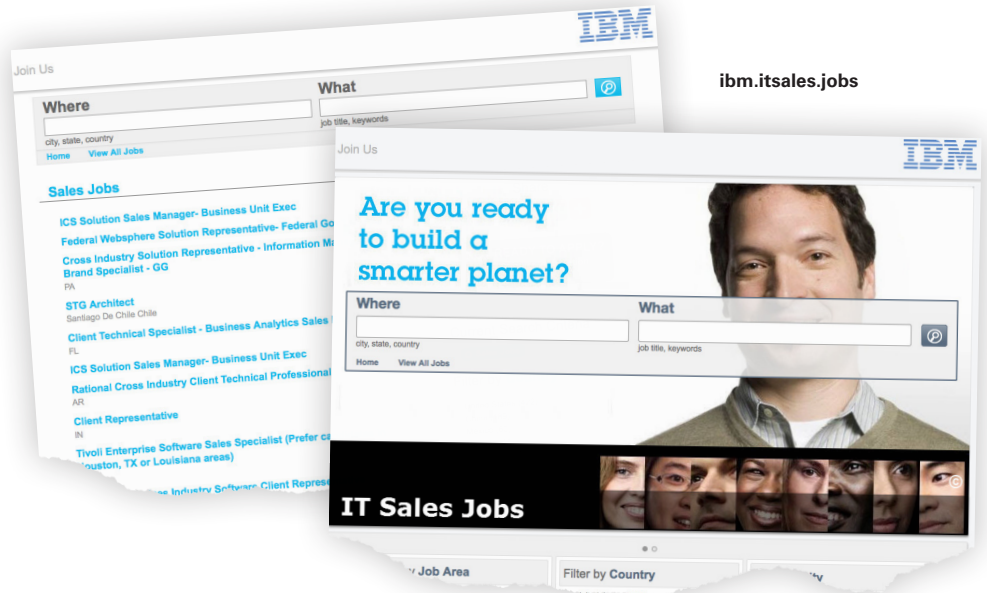 IBM
Join Us
Where
What
city, state, country
job title, keywords
Home View All Jobs
Sales Jobs
ICS Solution Sales Manager- Business Unit Exec
Federal Websphere Solution Representative- Federal Go
Cross Industry Solution Representative - Information Ma
Brand Specialist - GG
PA
STG Architect
Santiago De Chile Chile
Client Technical Specialist - Business Analytics Sales
FL
ICS Solution Sales Manager- Business Unit Exec
Rational Cross Industry Client Technical Professional
AR
Client Representative
IN
Tivoli Enterprise Software Sales Specialist (Prefer ca
ouston, TX or Louisiana areas)
Industry Software Client Represe
ibm.itsales.jobs
Join Us
IBM
Are you ready
to build a
smarter planet?
Where
What
city, state, country
job title, keywords
Home View All Jobs
IT Sales Jobs
Job Area
Filter by Country